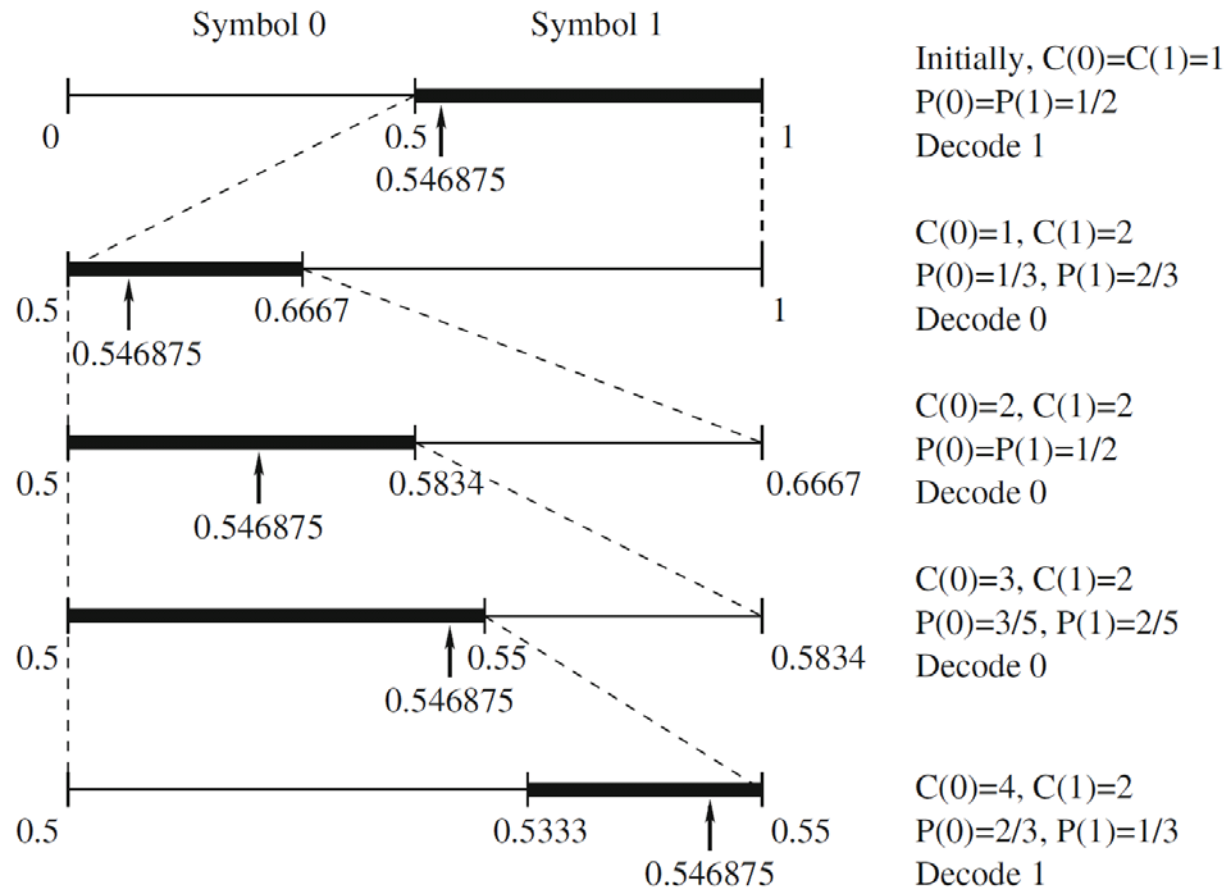 Symbol 0 Symbol 1
Initially, C(0)=C(1)=1
P(0)=P(1)=1/2
Decode 1
0 0.5 1
0.546875
C(0)=1, C(1)=2
P(0)=1/3, P(1)=2/3
Decode 0
0.5 0.6667 1
0.546875
C(0)=2, C(1)=2
P(0)=P(1)=1/2
Decode 0
0.5 0.5834 0.6667
0.546875
C(0)=3, C(1)=2
P(0)=3/5, P(1)=2/5
Decode 0
0.5 0.55 0.5834
0.546875
C(0)=4, C(1)=2
P(0)=2/3, P(1)=1/3
Decode 1
0.5 0.5333 0.55
0.546875